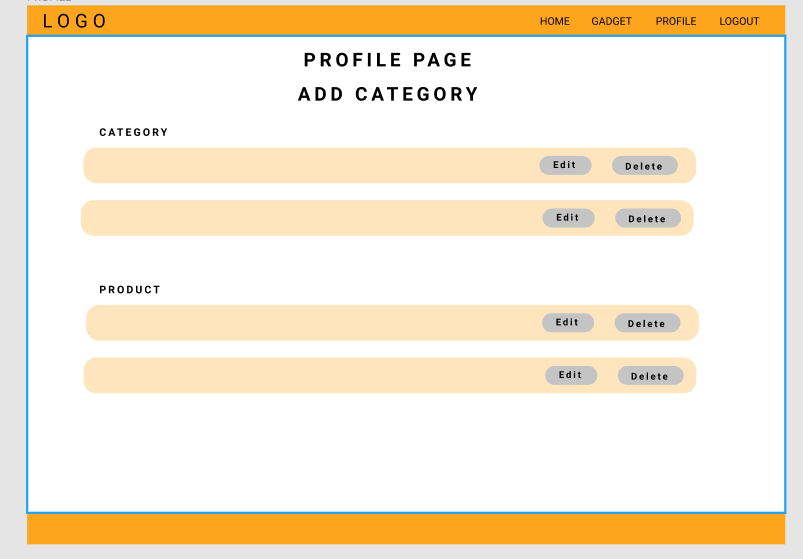 LOGO HOME GADGET PROFILE LOGOUT
PROFILE PAGE
ADD CATEGORY
CATEGORY
Edit Delete
Edit Delete
PRODUCT
Edit Delete
Edit Delete